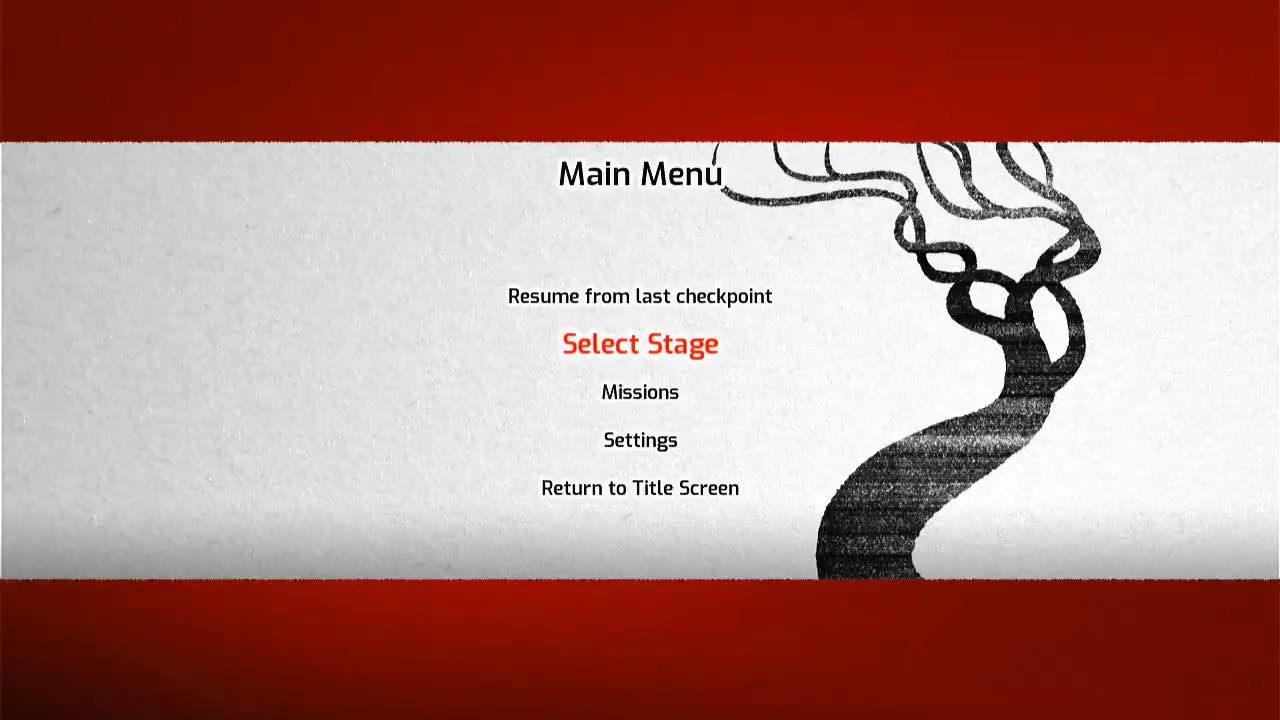 Main Menu
Resume from last checkpoint
Select Stage
Missions
Settings
Return to Title Screen